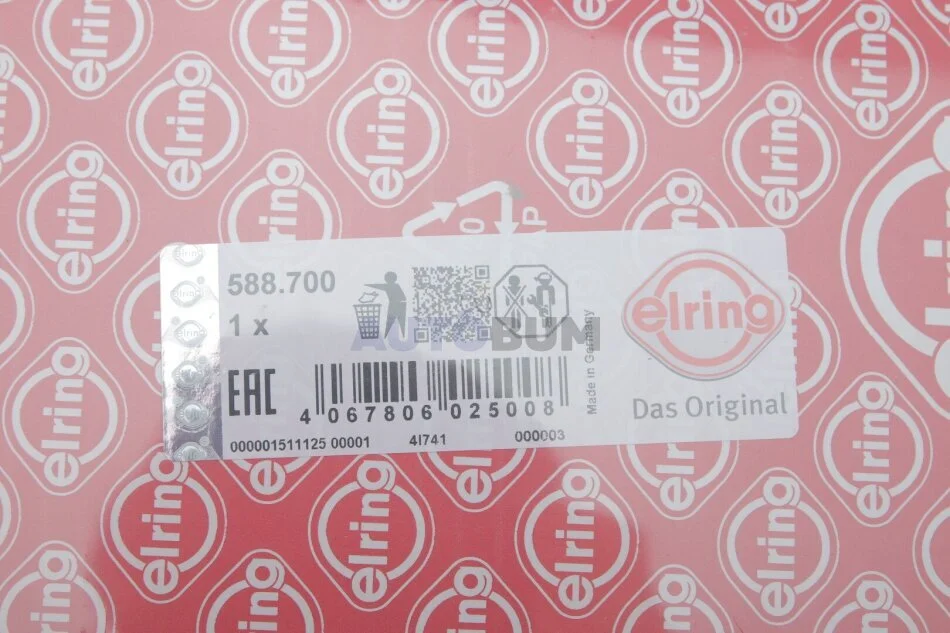 588.700
1 x
AUTOBUM
EAC
4 067806 025008
000001511125 00001 4I741 000003
Made in Germany
elring
Das Original